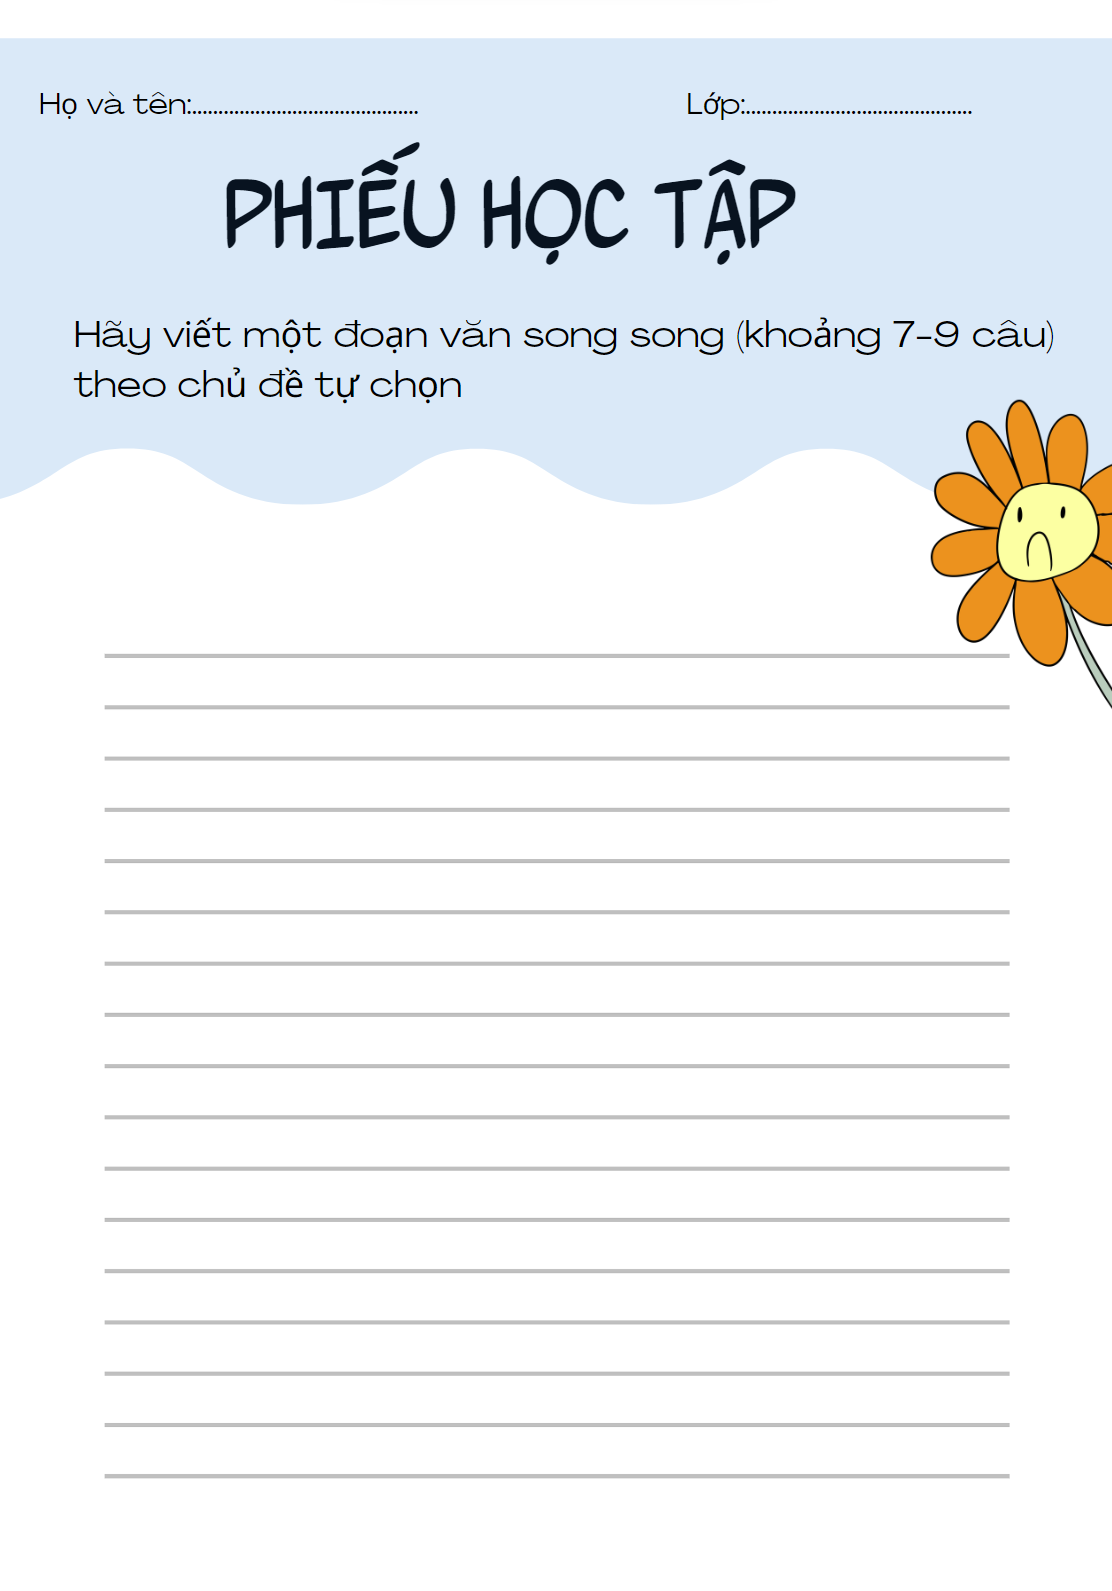 Họ và tên:........................................... Lớp:...........................................
PHIẾU HỌC TẬP
Hãy viết một đoạn văn song song (khoảng 7-9 câu)
theo chủ đề tự chọn